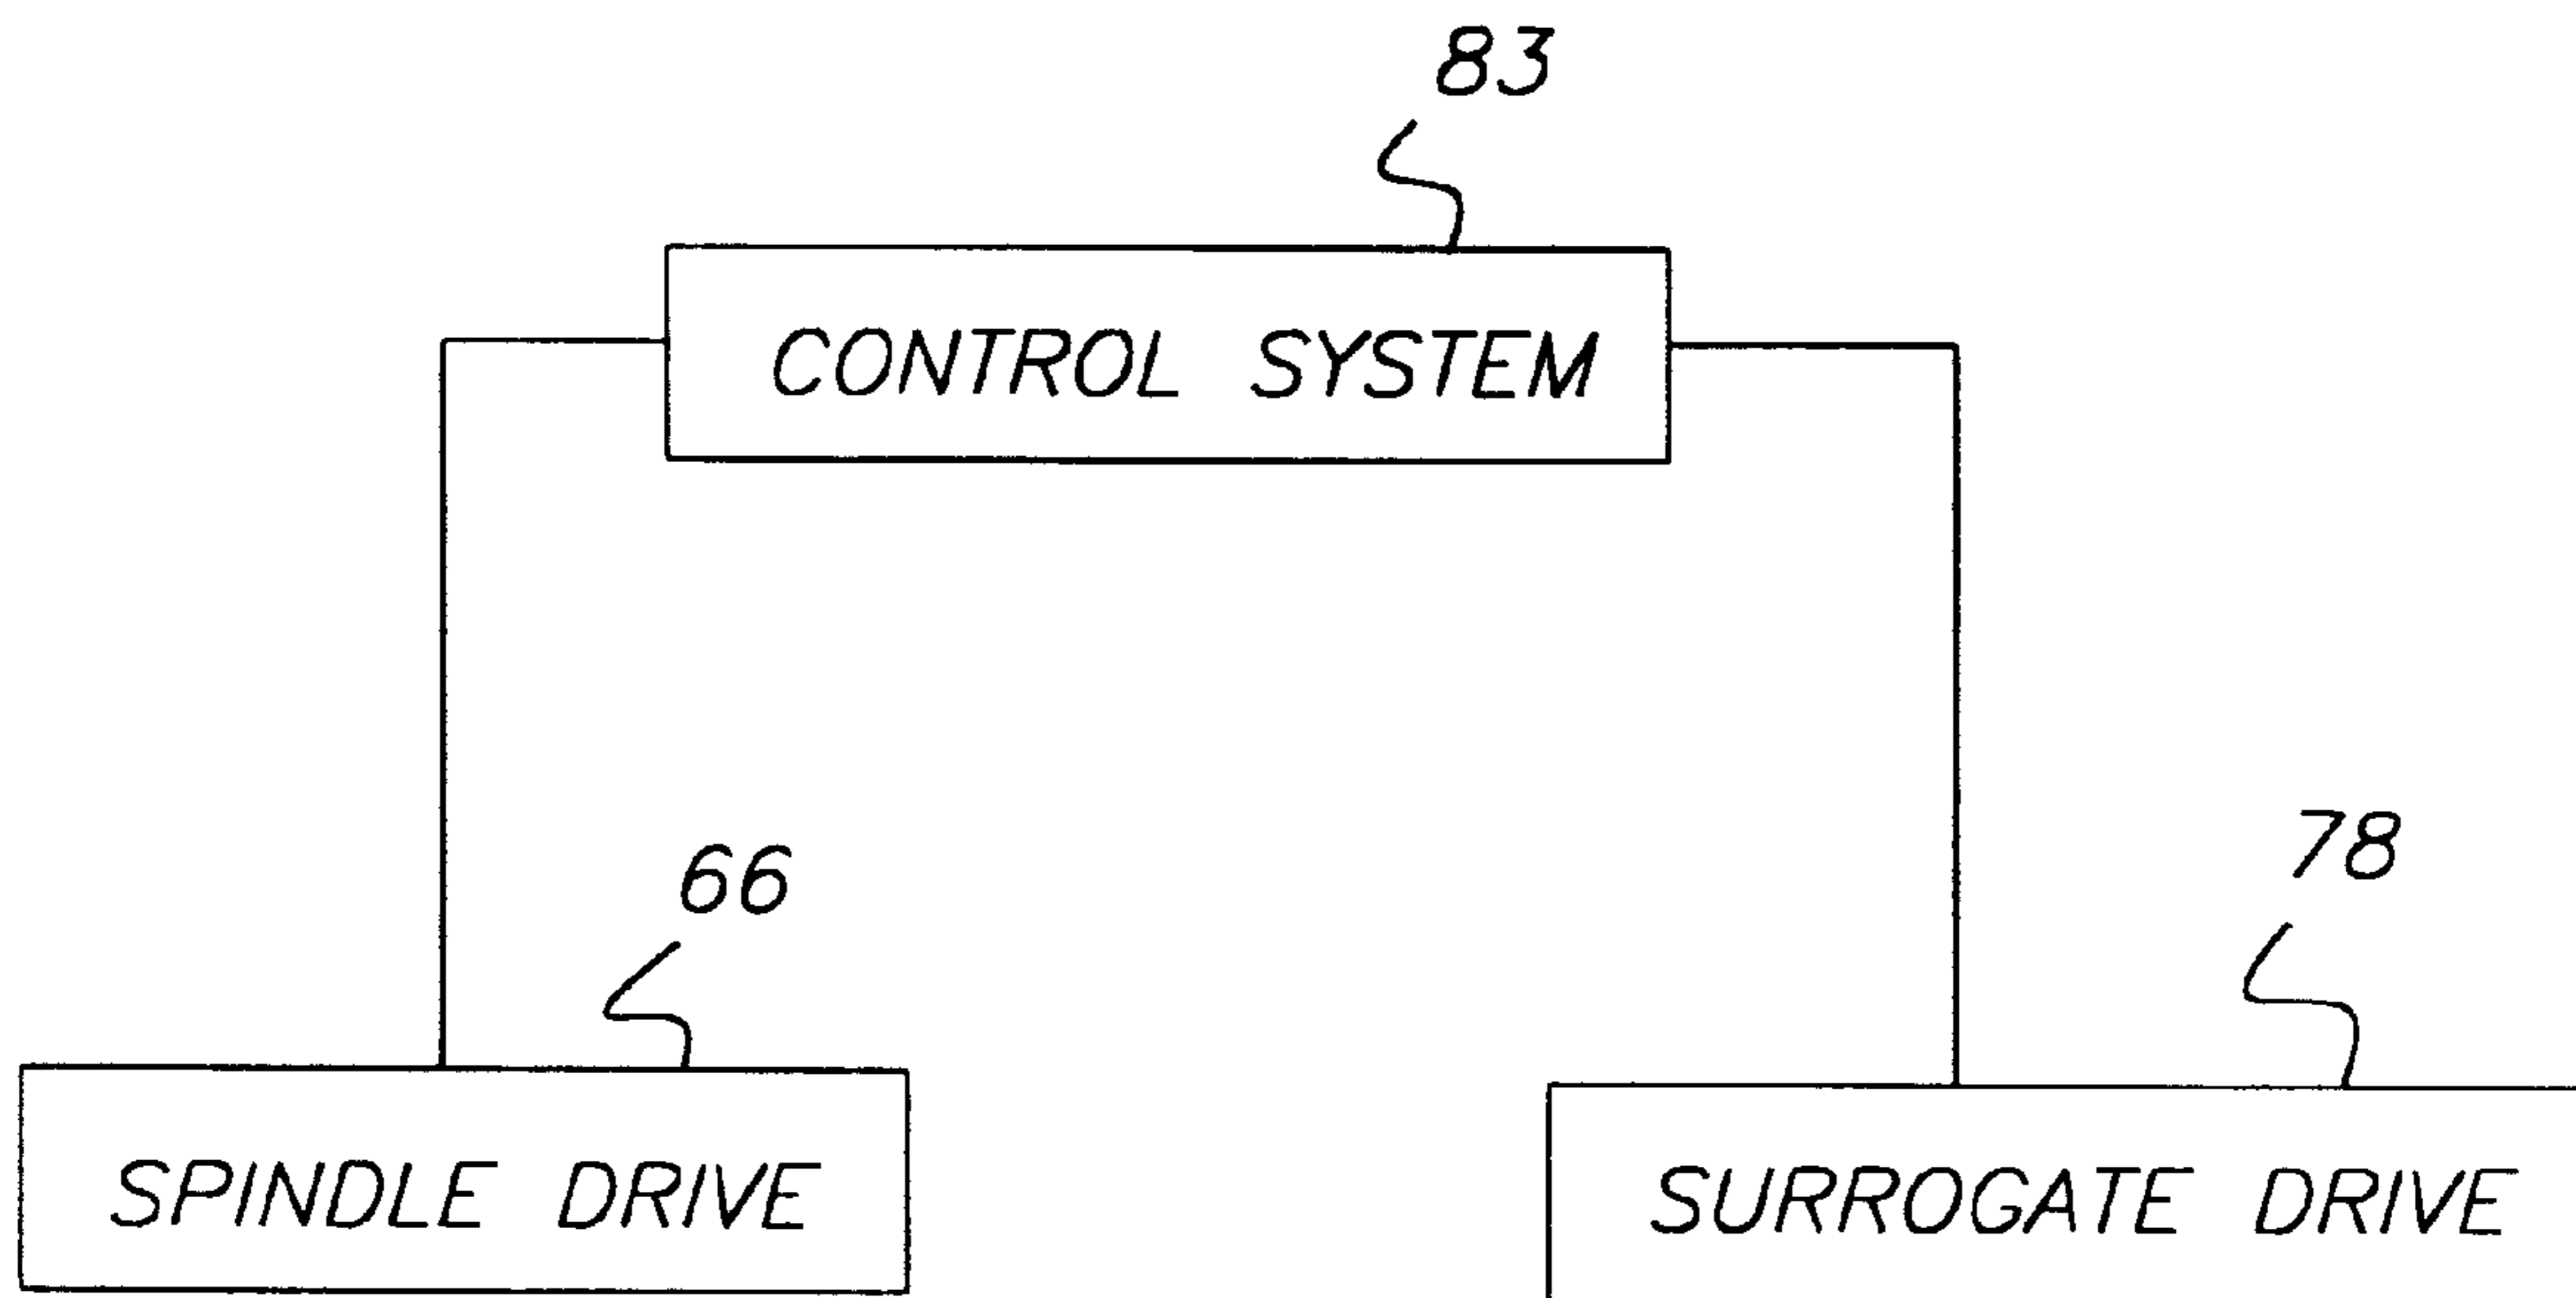 83
CONTROL SYSTEM
66
78
SPINDLE DRIVE
SURROGATE DRIVE